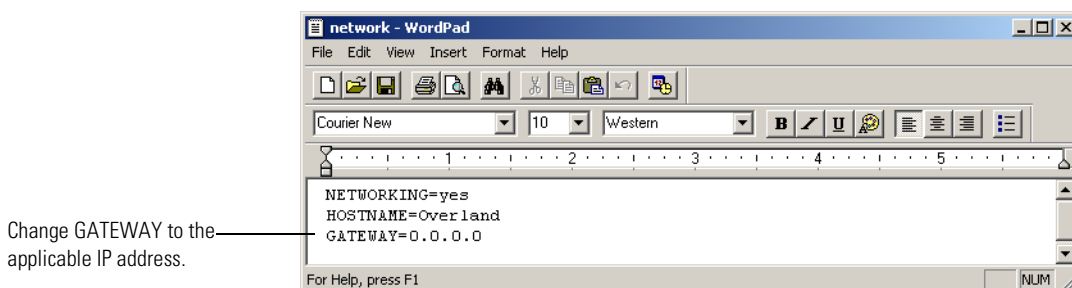 network - WordPad
File Edit View Insert Format Help
Courier New 10 Western B I U
1 2 3 4 5
NETWORKING=yes
HOSTNAME=Overland
GATEWAY=0.0.0.0
Change GATEWAY to the
applicable IP address.
For Help, press F1 NUM